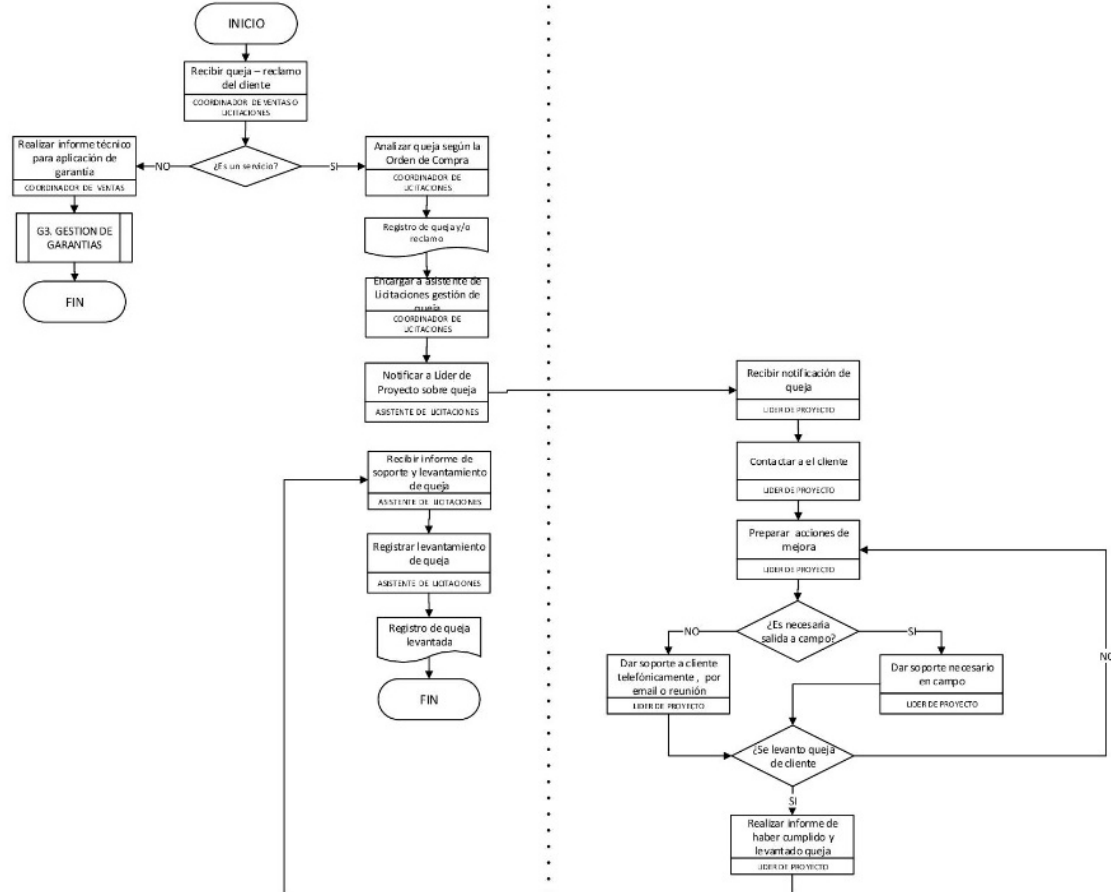 INICIO
Recibir queja – reclamo
del cliente
COORDINADOR DE VENTAS O
LICITACIONES
¿Es un servicio?
NO
SI
Realizar informe técnico
para aplicación de
garantía
COORDINADOR DE VENTAS
G3. GESTION DE
GARANTIAS
FIN
Analizar queja según la
Orden de Compra
COORDINADOR DE
LICITACIONES
Registro de queja y/o
reclamo
Encargar a asistente de
Licitaciones gestión de
queja
COORDINADOR DE
LICITACIONES
Notificar a Lider de
Proyecto sobre queja
ASISTENTE DE LICITACIONES
Recibir informe de
soporte y levantamiento
de queja
ASISTENTE DE LICITACIONES
Registrar levantamiento
de queja
ASISTENTE DE LICITACIONES
Registro de queja
levantada
FIN
Recibir notificación de
queja
LIDER DE PROYECTO
Contactar a el cliente
LIDER DE PROYECTO
Preparar acciones de
mejora
LIDER DE PROYECTO
¿Es necesaria
salida a campo?
NO
SI
Dar soporte a cliente
telefónicamente , por
email o reunión
LIDER DE PROYECTO
Dar soporte necesario
en campo
LIDER DE PROYECTO
NO
¿Se levanto queja
de cliente
SI
Realizar informe de
haber cumplido y
levantado queja
LIDER DE PROYECTO